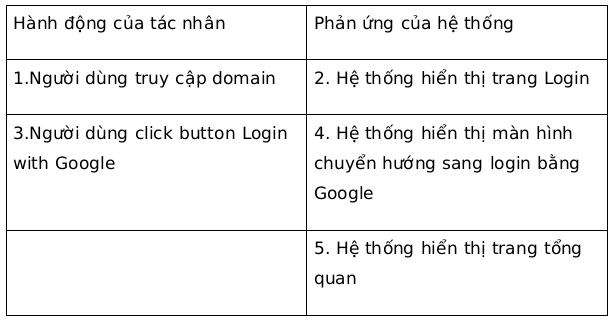 Hành động của tác nhân
Phản ứng của hệ thống
1.Người dùng truy cập domain
2. Hệ thống hiển thị trang Login
3.Người dùng click button Login
with Google
4. Hệ thống hiển thị màn hình
chuyển hướng sang login bằng
Google
5. Hệ thống hiển thị trang tổng
quan